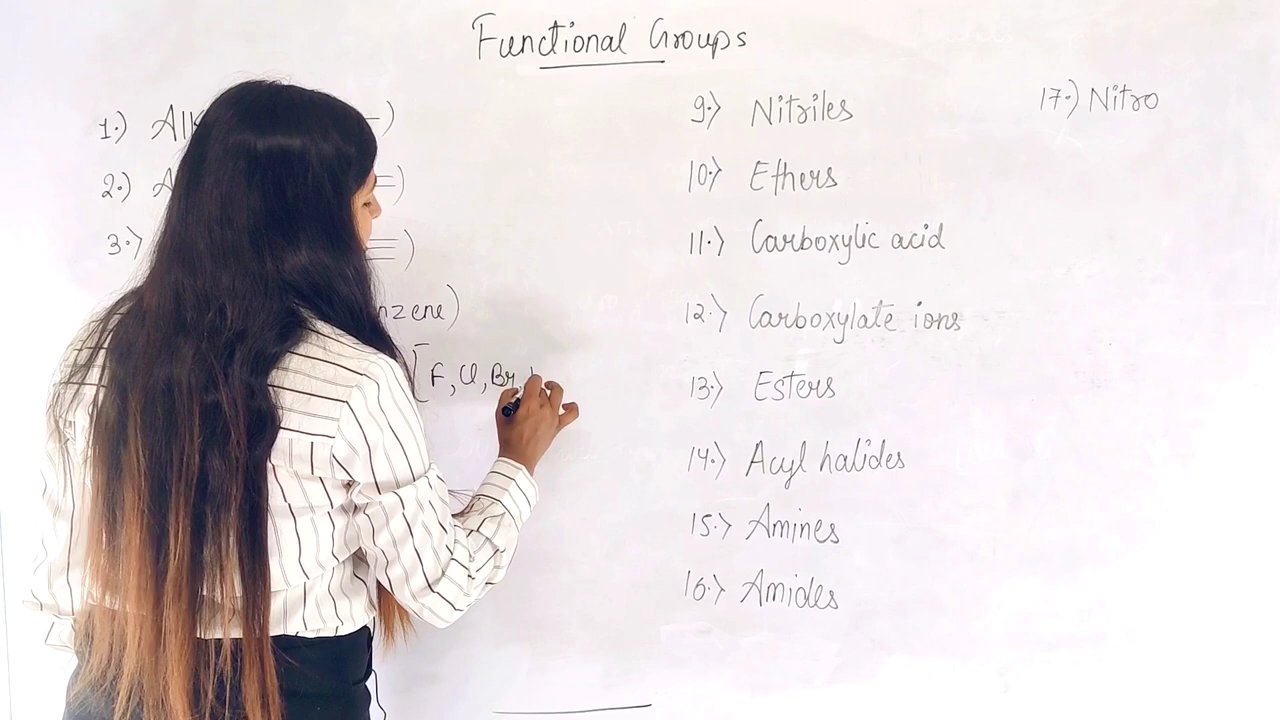 Functional Groups
1.) Alk —)
2.) A =)
3.) ≡)
nzene)
[F, Cl, Br,
9.) Nitriles
10.) Ethers
11.) Carboxylic acid
12.) Carboxylate ions
13.) Esters
14.) Acyl halides
15.) Amines
16.) Amides
17.) Nitro